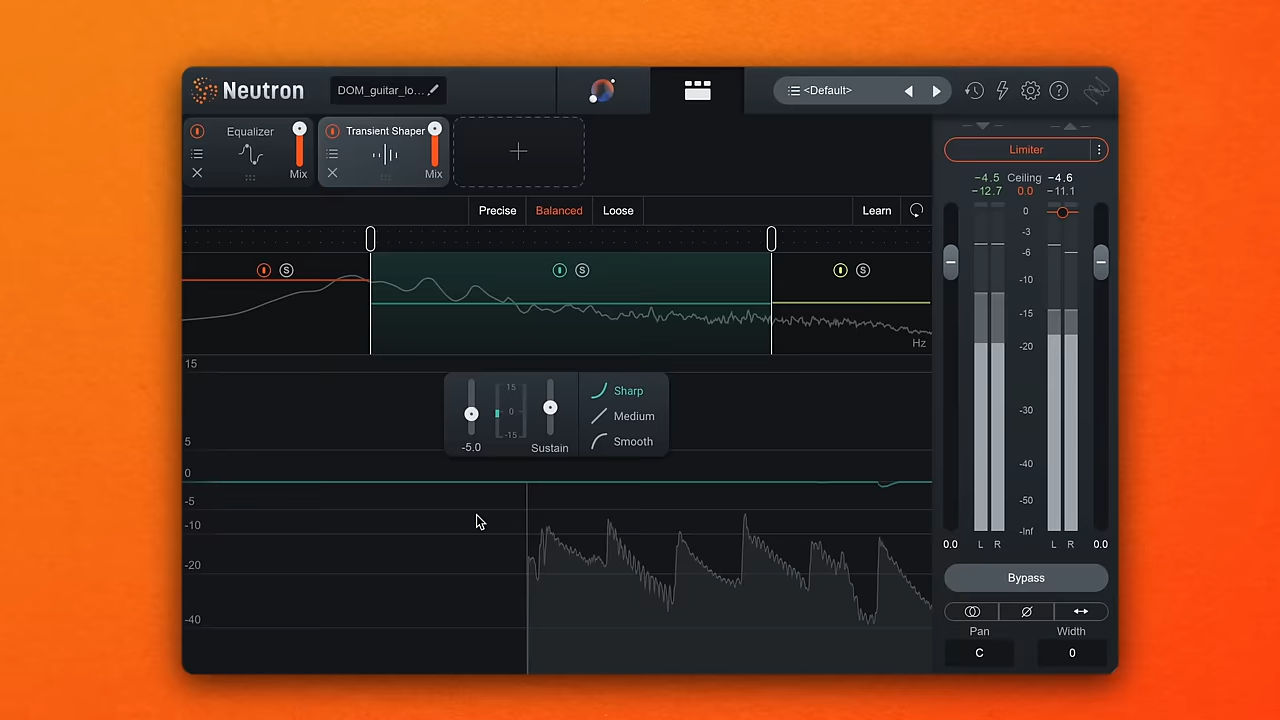 Neutron
DOM_guitar_lo...
<Default>
Equalizer
Mix
Transient Shaper
Mix
Limiter
-4.5 Ceiling -4.6
-12.7 0.0 -11.1
Precise
Balanced
Loose
Learn
S
S
S
Hz
15
5
0
-5
-10
-20
-40
15
0
-15
-5.0
Sustain
Sharp
Medium
Smooth
0
-3
-6
-10
-15
-20
-30
-40
-50
-Inf
0.0 L R L R 0.0
Bypass
Pan Width
C 0